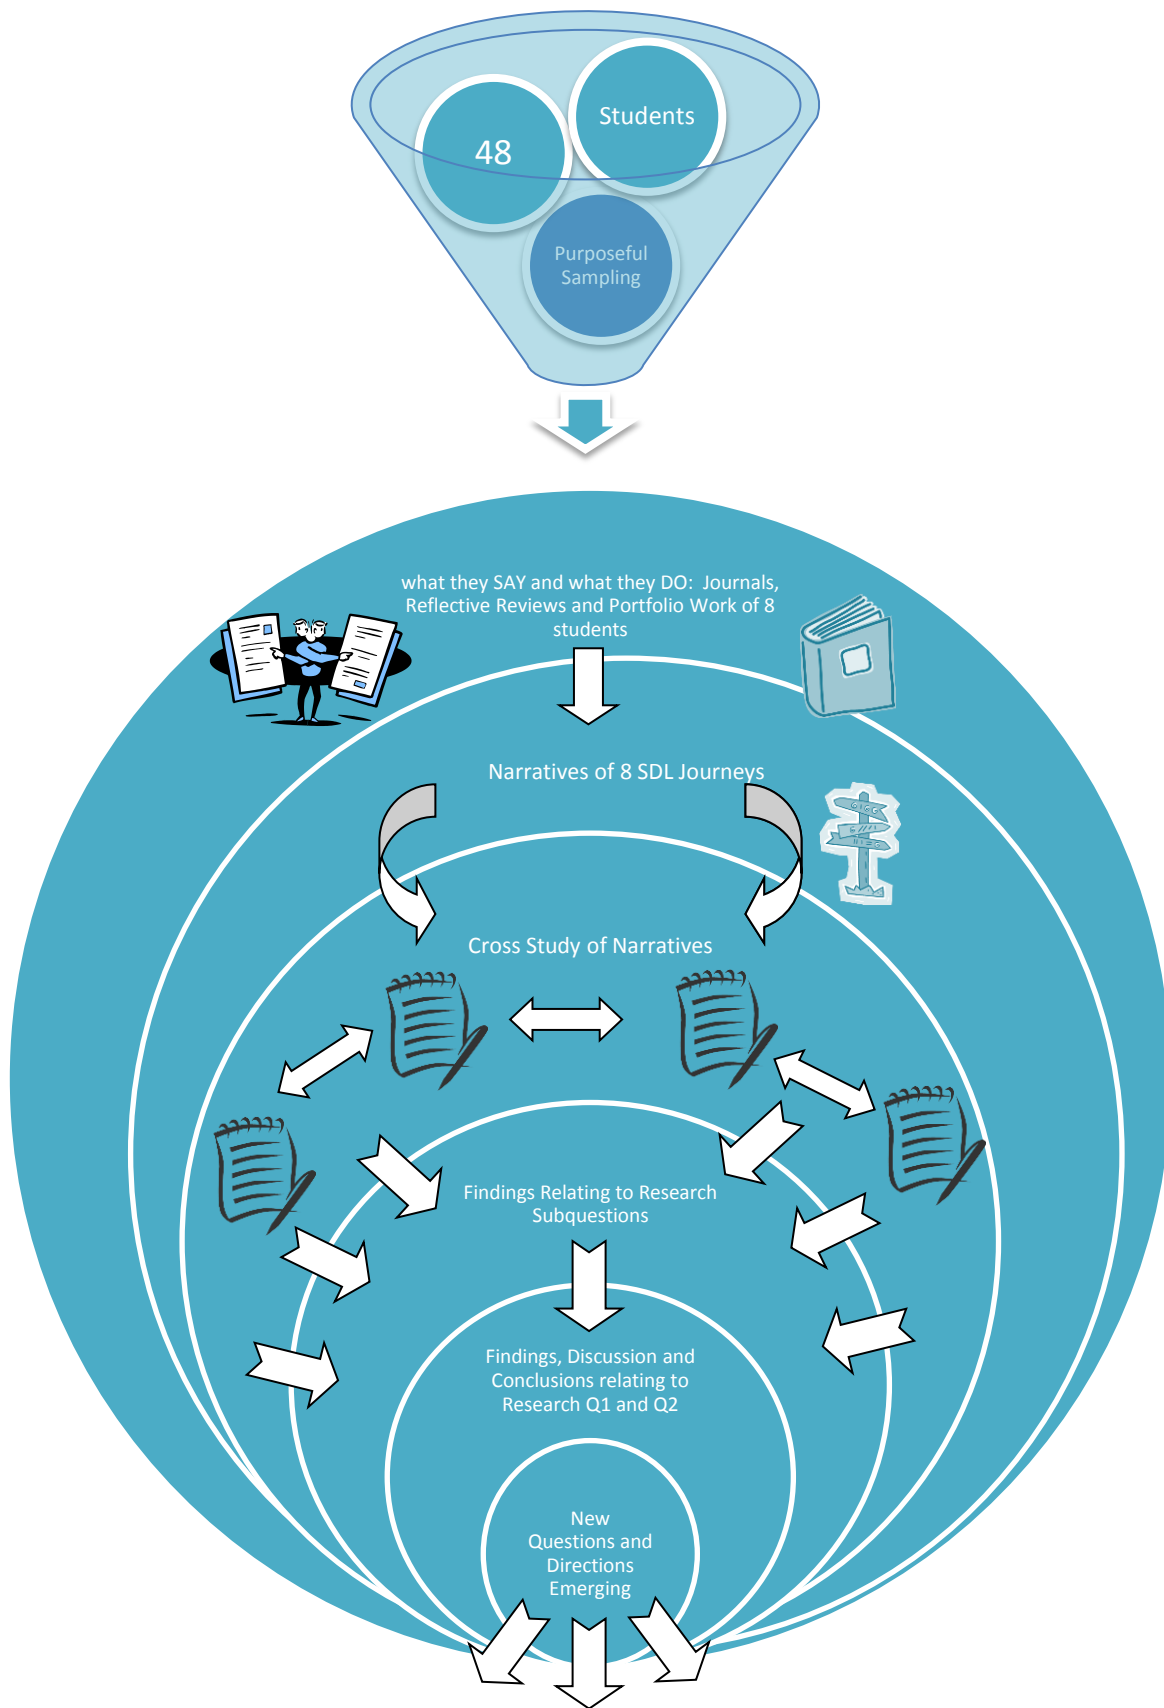 Students
48
Purposeful
Sampling
what they SAY and what they DO:  Journals,
Reflective Reviews and Portfolio Work of 8
students
Narratives of 8 SDL Journeys
Cross Study of Narratives
Findings Relating to Research
Subquestions
Findings, Discussion and
Conclusions relating to
Research Q1 and Q2
New
Questions and
Directions
Emerging